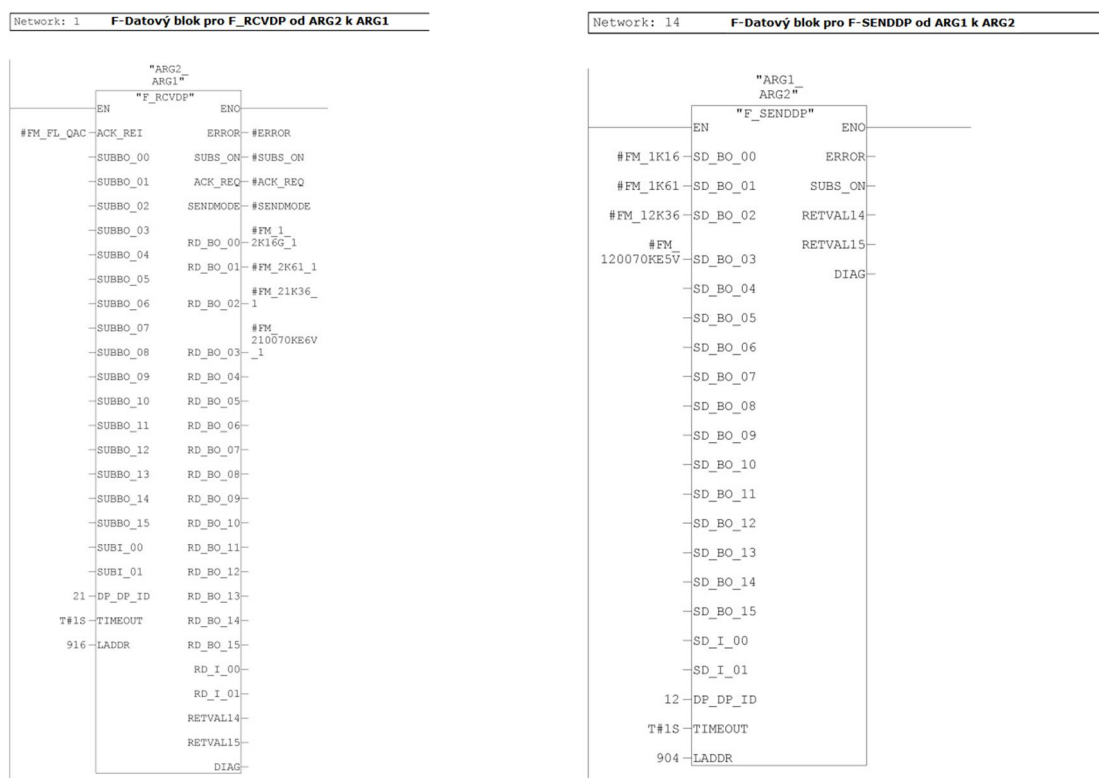 Network: 1 F-Datový blok pro F_RCVDP od ARG2 k ARG1
"ARG2_
ARG1"
"F_RCVDP"
EN ENO
#FM_FL_QAC ACK_REI ERROR #ERROR
SUBBO_00 SUBS_ON #SUBS_ON
SUBBO_01 ACK_REQ #ACK_REQ
SUBBO_02 SENDMODE #SENDMODE
SUBBO_03 #FM_1_
RD_BO_00 2K16G_1
SUBBO_04
SUBBO_05 RD_BO_01 #FM_2K61_1
#FM_21K36_
SUBBO_06 RD_BO_02 1
SUBBO_07 #FM_
210070KE6V
SUBBO_08 RD_BO_03 _1
SUBBO_09 RD_BO_04
SUBBO_10 RD_BO_05
SUBBO_11 RD_BO_06
SUBBO_12 RD_BO_07
SUBBO_13 RD_BO_08
SUBBO_14 RD_BO_09
SUBBO_15 RD_BO_10
SUBI_00 RD_BO_11
SUBI_01 RD_BO_12
21 DP_DP_ID RD_BO_13
T#1S TIMEOUT RD_BO_14
916 LADDR RD_BO_15
RD_I_00
RD_I_01
RETVAL14
RETVAL15
DIAG
Network: 14 F-Datový blok pro F-SENDDP od ARG1 k ARG2
"ARG1_
ARG2"
"F_SENDDP"
EN ENO
#FM_1K16 SD_BO_00 ERROR
#FM_1K61 SD_BO_01 SUBS_ON
#FM_12K36 SD_BO_02 RETVAL14
#FM_ RETVAL15
120070KE5V SD_BO_03
DIAG
SD_BO_04
SD_BO_05
SD_BO_06
SD_BO_07
SD_BO_08
SD_BO_09
SD_BO_10
SD_BO_11
SD_BO_12
SD_BO_13
SD_BO_14
SD_BO_15
SD_I_00
SD_I_01
12 DP_DP_ID
T#1S TIMEOUT
904 LADDR